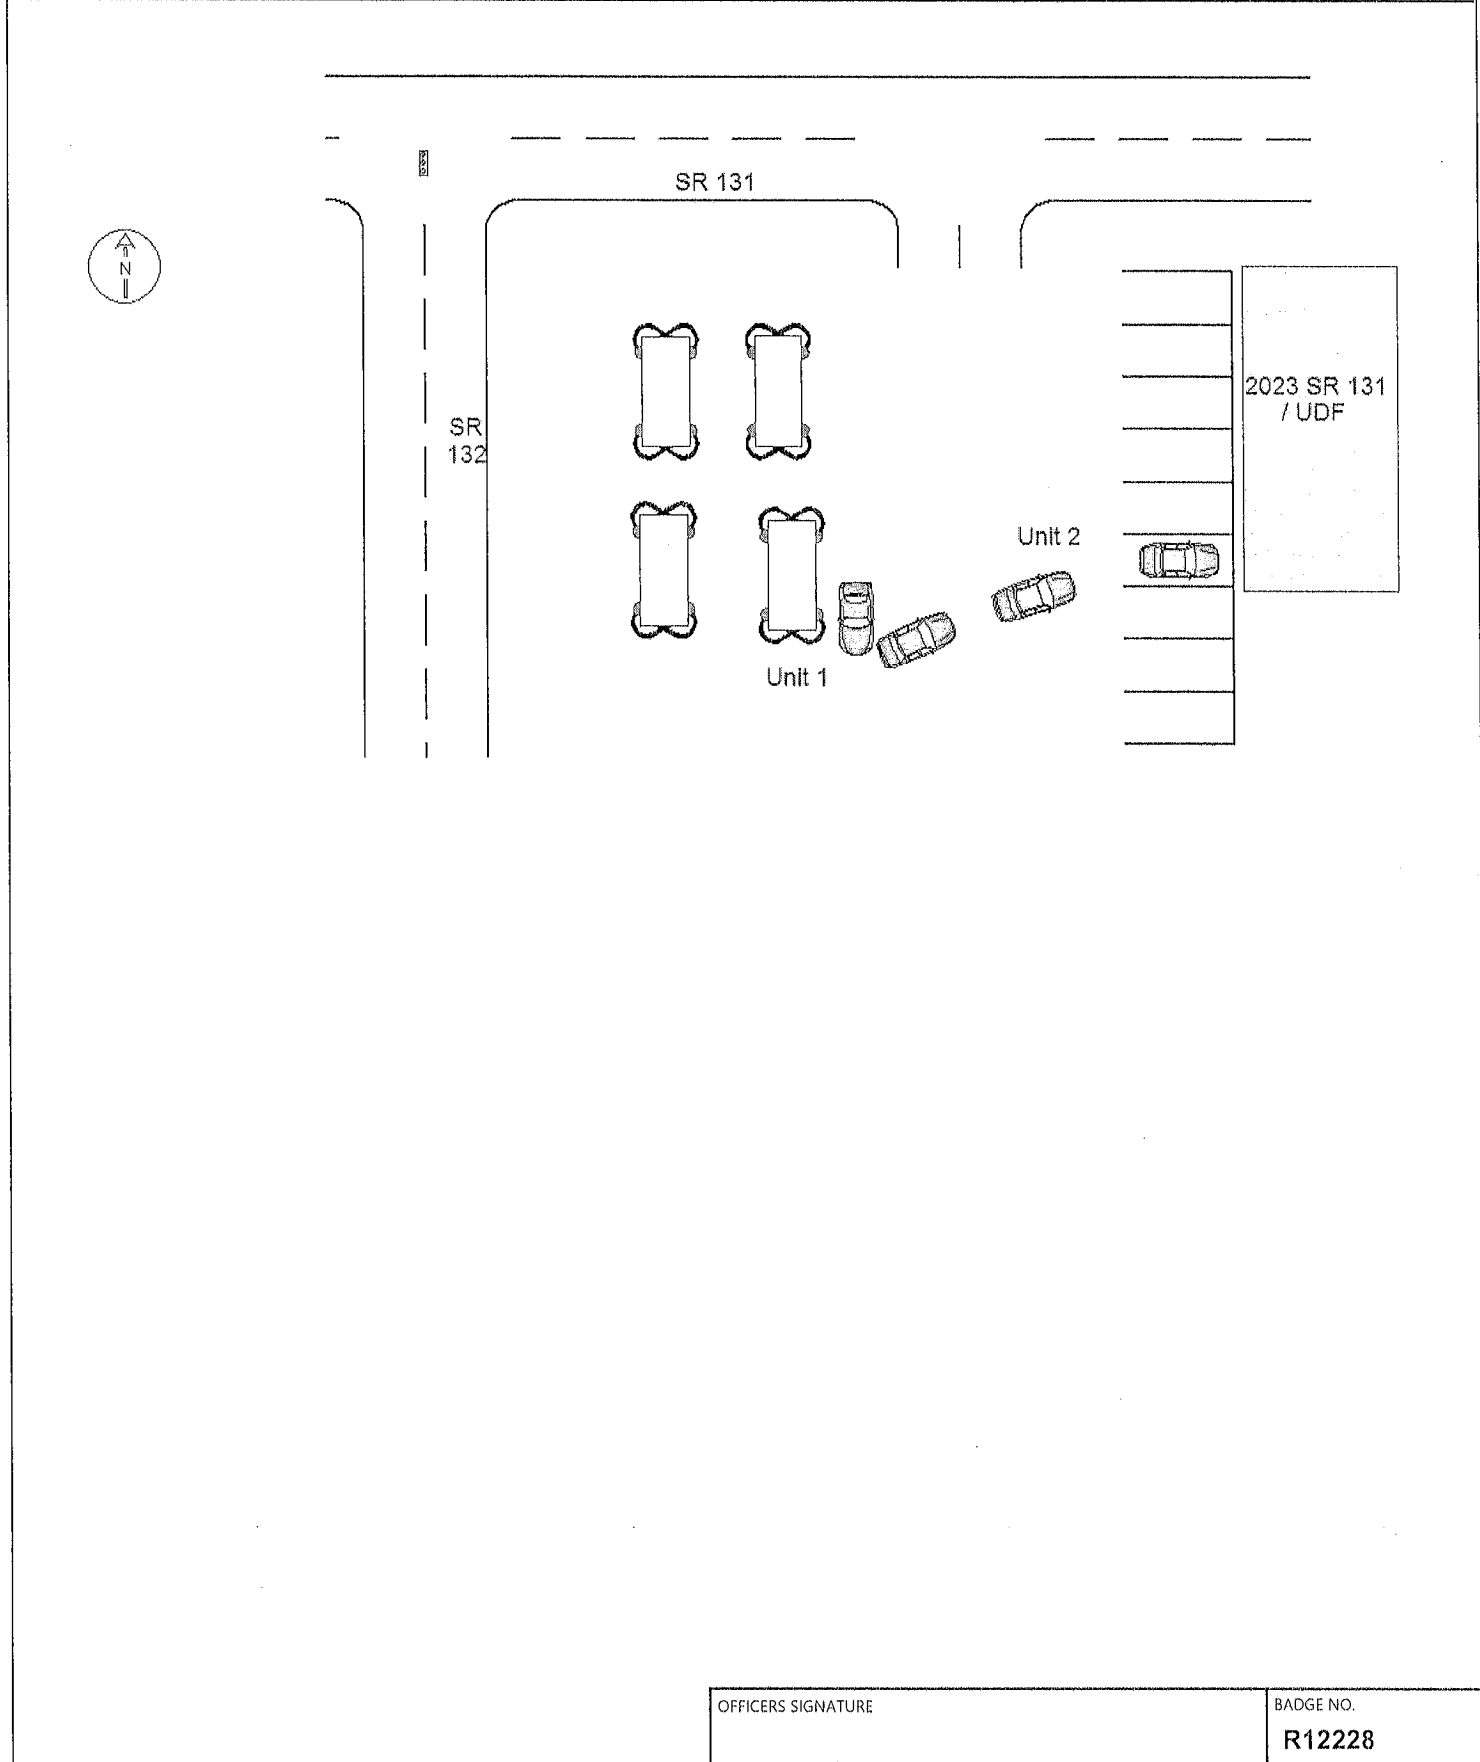 SR 131
N
2023 SR 131
/ UDF
SR
132
Unit 2
Unit 1
OFFICERS SIGNATURE
BADGE NO.
R12228